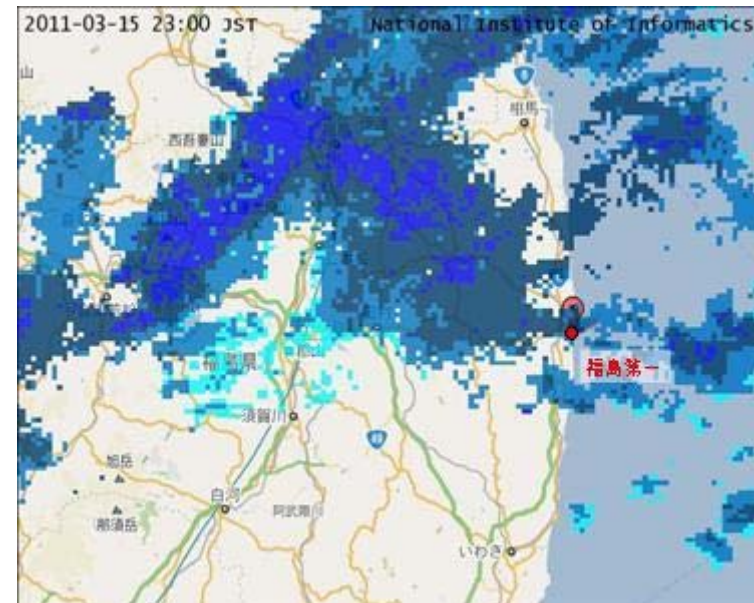 2011-03-15 23:00 JST
National Institute of Informatics
山
6
相馬
西吾妻山
福島第一
福島県
須賀川
49
旭岳
那須岳
白河
阿武隈川
いわき